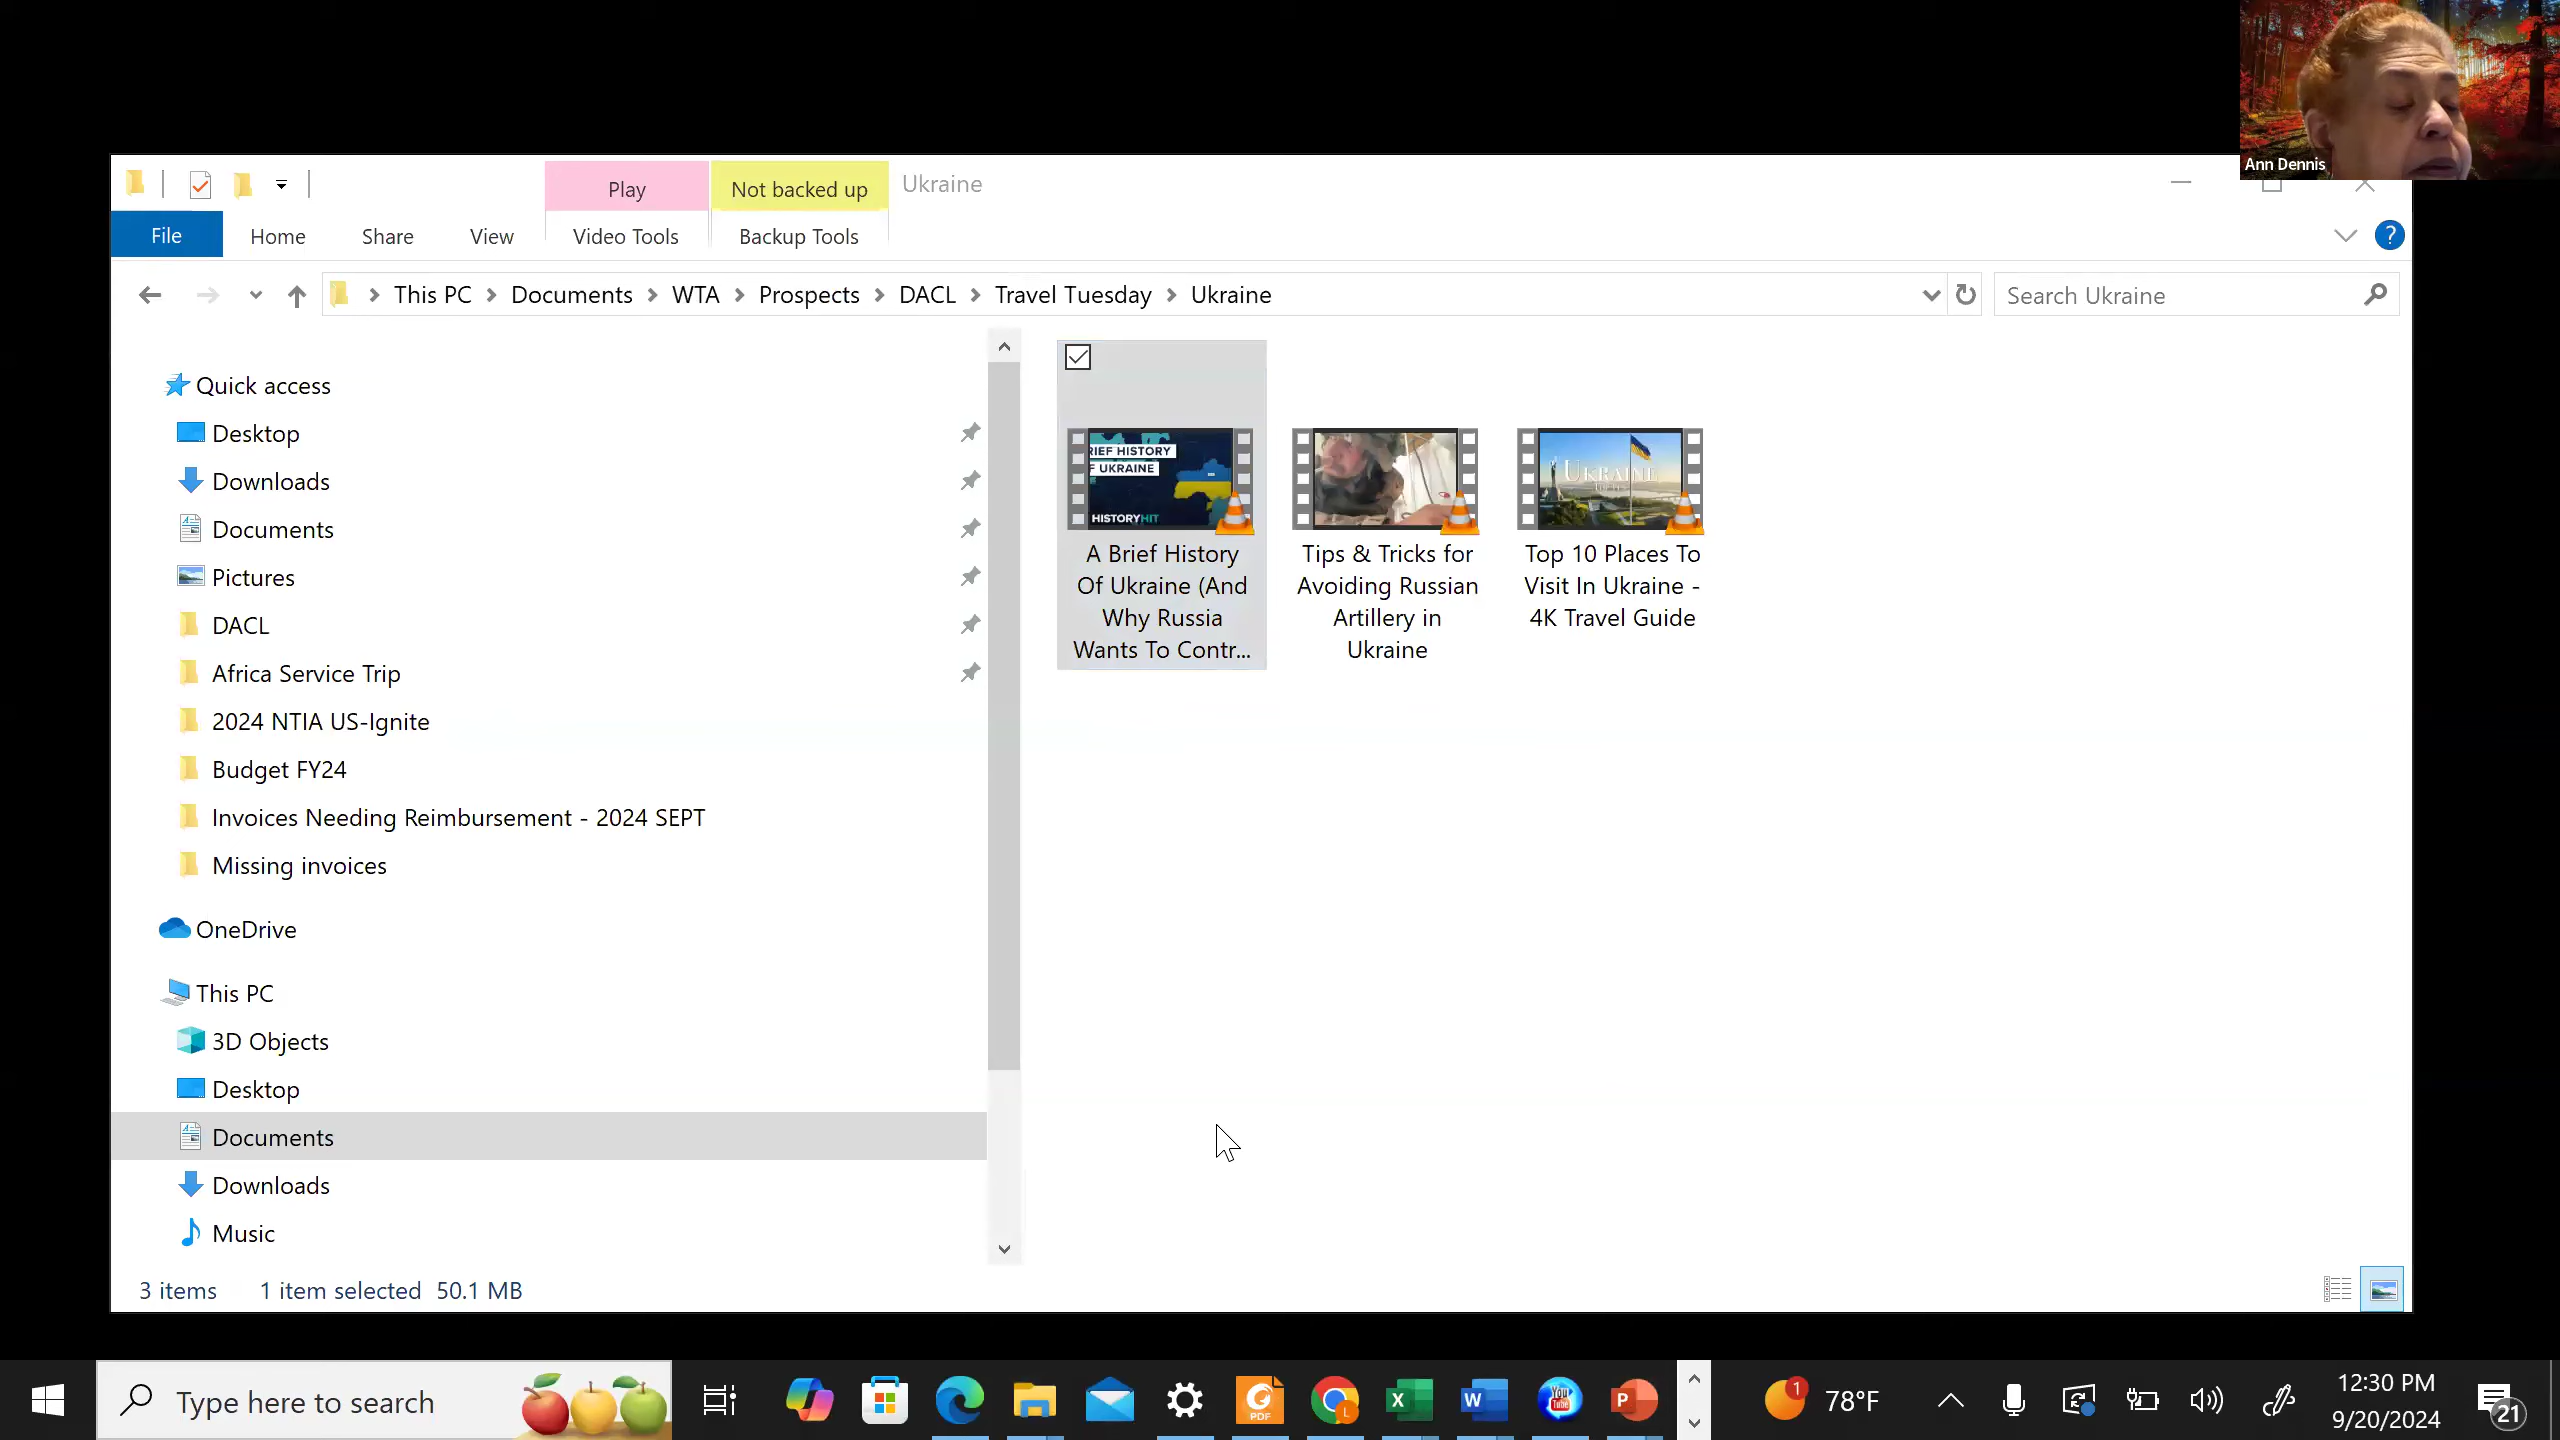 Ann Dennis
Play
Not backed up
Ukraine
File
Home
Share
View
Video Tools
Backup Tools
?
This PC
Documents
WTA
Prospects
DACL
Travel Tuesday
Ukraine
Search Ukraine
Quick access
Desktop
Downloads
Documents
Pictures
DACL
Africa Service Trip
2024 NTIA US-Ignite
Budget FY24
Invoices Needing Reimbursement - 2024 SEPT
Missing invoices
OneDrive
This PC
3D Objects
Desktop
Documents
Downloads
Music
RIEF HISTORY
F UKRAINE
HISTORYHIT
A Brief History
Of Ukraine (And
Why Russia
Wants To Contr...
Tips & Tricks for
Avoiding Russian
Artillery in
Ukraine
UKRAINE
Top 10 Places To
Visit In Ukraine -
4K Travel Guide
3 items
1 item selected 50.1 MB
Type here to search
PDF
L
X
W
You
Tube
P
1
78°F
12:30 PM
9/20/2024
21